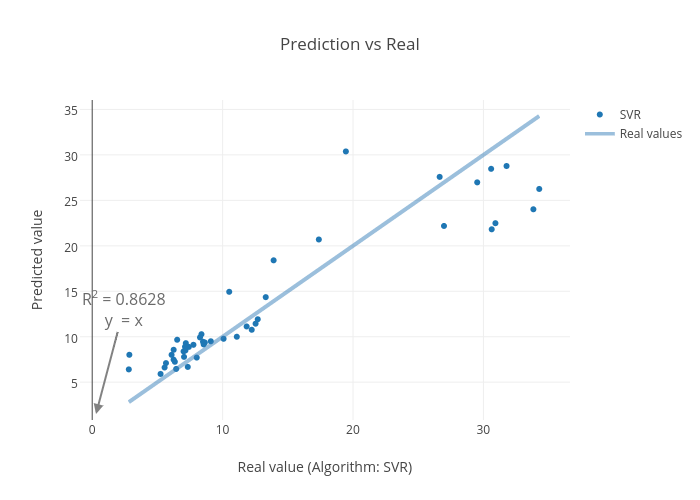 Prediction vs Real
SVR
Real values
35
30
25
20
15
10
5
R² = 0.8628
y = x
0
10
20
30
Predicted value
Real value (Algorithm: SVR)